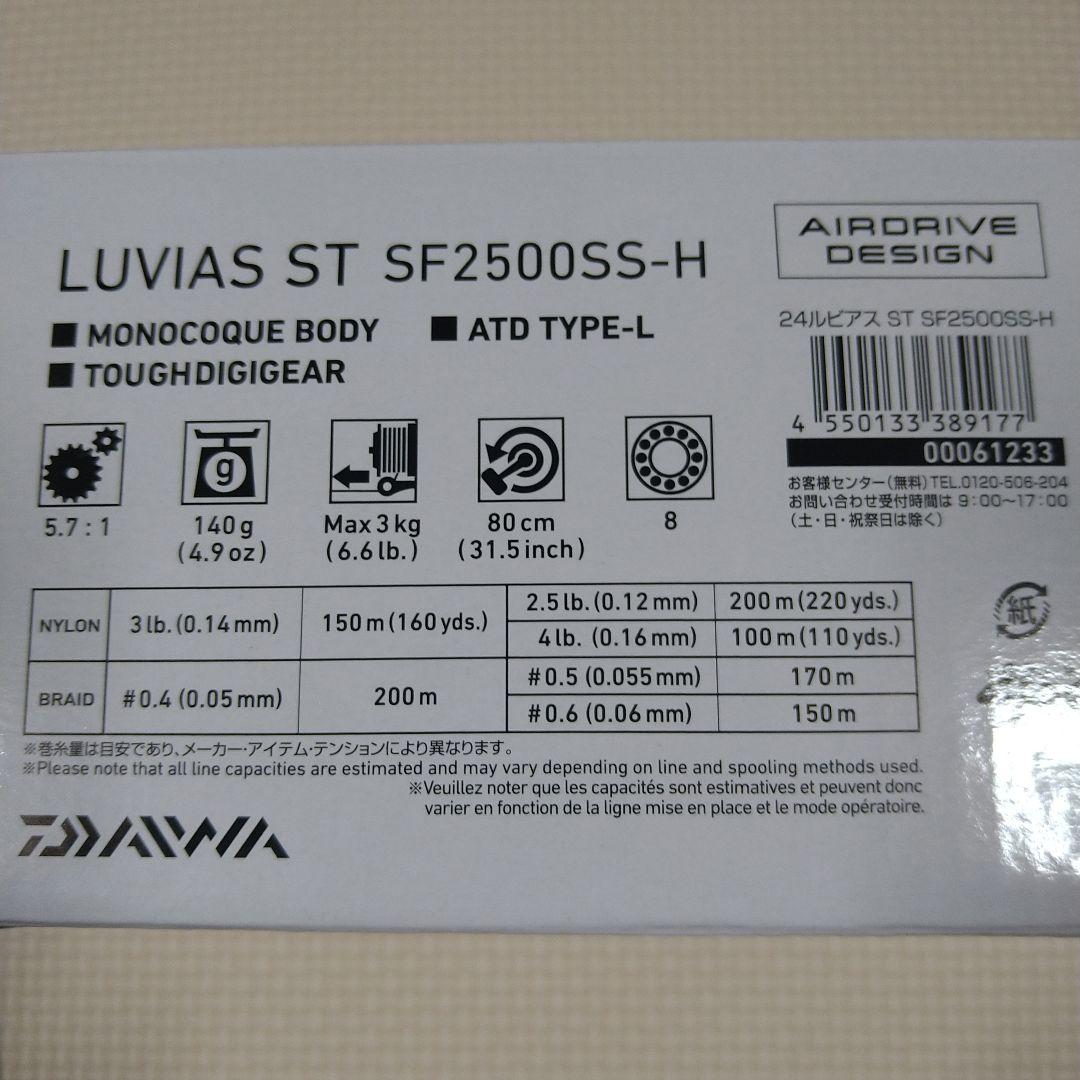 AIRDRIVE
DESIGN
LUVIAS ST SF2500SS-H
■ MONOCOQUE BODY ■ ATD TYPE-L
■ TOUGHDIGIGEAR
24ルビアス ST SF2500SS-H
4 550133 389177
00061233
お客様センター(無料)TEL.0120-506-204
お問い合わせ受付時間は 9:00〜17:00
(土・日・祝祭日は除く)
g
5.7 : 1
140g
(4.9 oz)
Max 3 kg
(6.6 lb.)
80 cm
(31.5 inch)
8
NYLON 3 lb. (0.14 mm) 150 m (160 yds.)
2.5 lb. (0.12 mm) 200 m (220 yds.)
4 lb. (0.16 mm) 100 m (110 yds.)
BRAID #0.4 (0.05 mm) 200 m
#0.5 (0.055 mm) 170 m
#0.6 (0.06 mm) 150 m
紙
※巻糸量は目安であり、メーカー・アイテム・テンションにより異なります。
※Please note that all line capacities are estimated and may vary depending on line and spooling methods used.
※Veuillez noter que les capacités sont estimatives et peuvent donc
varier en fonction de la ligne mise en place et le mode opératoire.
DAIWA